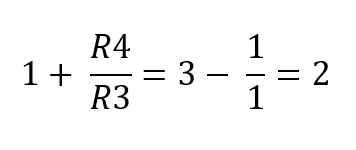 1 + R4/R3 = 3 − 1/1 = 2